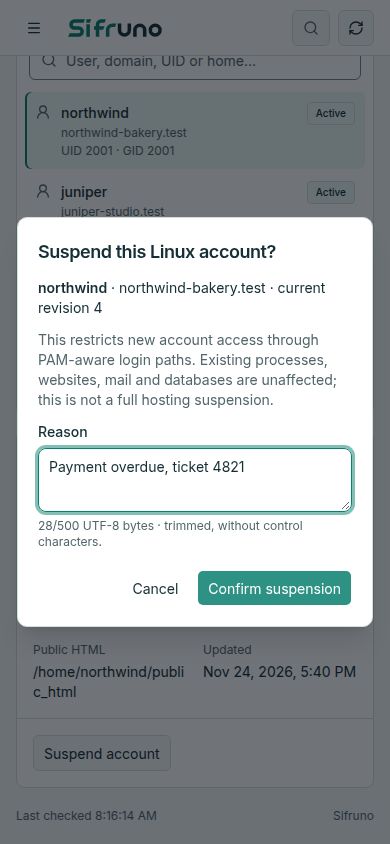 Sifruno
User, domain, UID or home...
northwind
Active
northwind-bakery.test
UID 2001 · GID 2001
juniper
Active
juniper-studio.test
Suspend this Linux account?
northwind · northwind-bakery.test · current
revision 4
This restricts new account access through
PAM-aware login paths. Existing processes,
websites, mail and databases are unaffected;
this is not a full hosting suspension.
Reason
Payment overdue, ticket 4821
28/500 UTF-8 bytes · trimmed, without control
characters.
Cancel
Confirm suspension
Public HTML
Updated
/home/northwind/publi
c_html
Nov 24, 2026, 5:40 PM
Suspend account
Last checked 8:16:14 AM
Sifruno